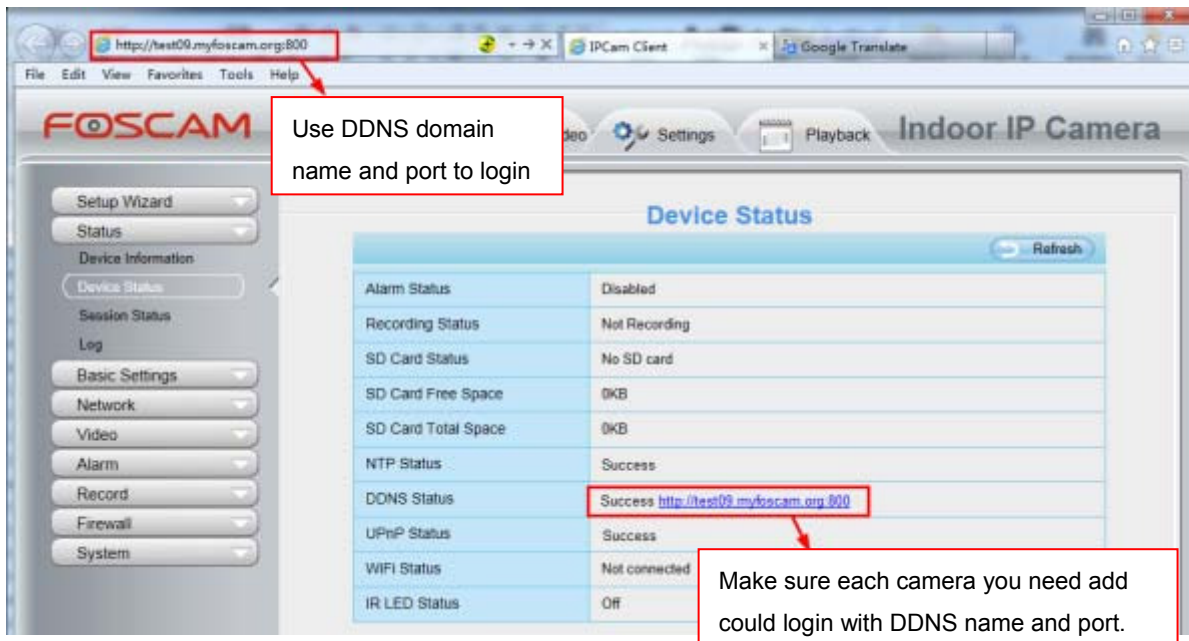 http://test09.myfoscam.org:800
IPCam Client
Google Translate
File Edit View Favorites Tools Help
FOSCAM
deo
Settings
Playback
Indoor IP Camera
Use DDNS domain
name and port to login
Setup Wizard
Status
Device Information
Device Status
Session Status
Log
Basic Settings
Network
Video
Alarm
Record
Firewall
System
Device Status
Refresh
Alarm Status Disabled
Recording Status Not Recording
SD Card Status No SD card
SD Card Free Space 0KB
SD Card Total Space 0KB
NTP Status Success
DDNS Status Success http://test09.myfoscam.org:800
UPnP Status Success
WIFI Status Not connected
IR LED Status Off
Make sure each camera you need add
could login with DDNS name and port.